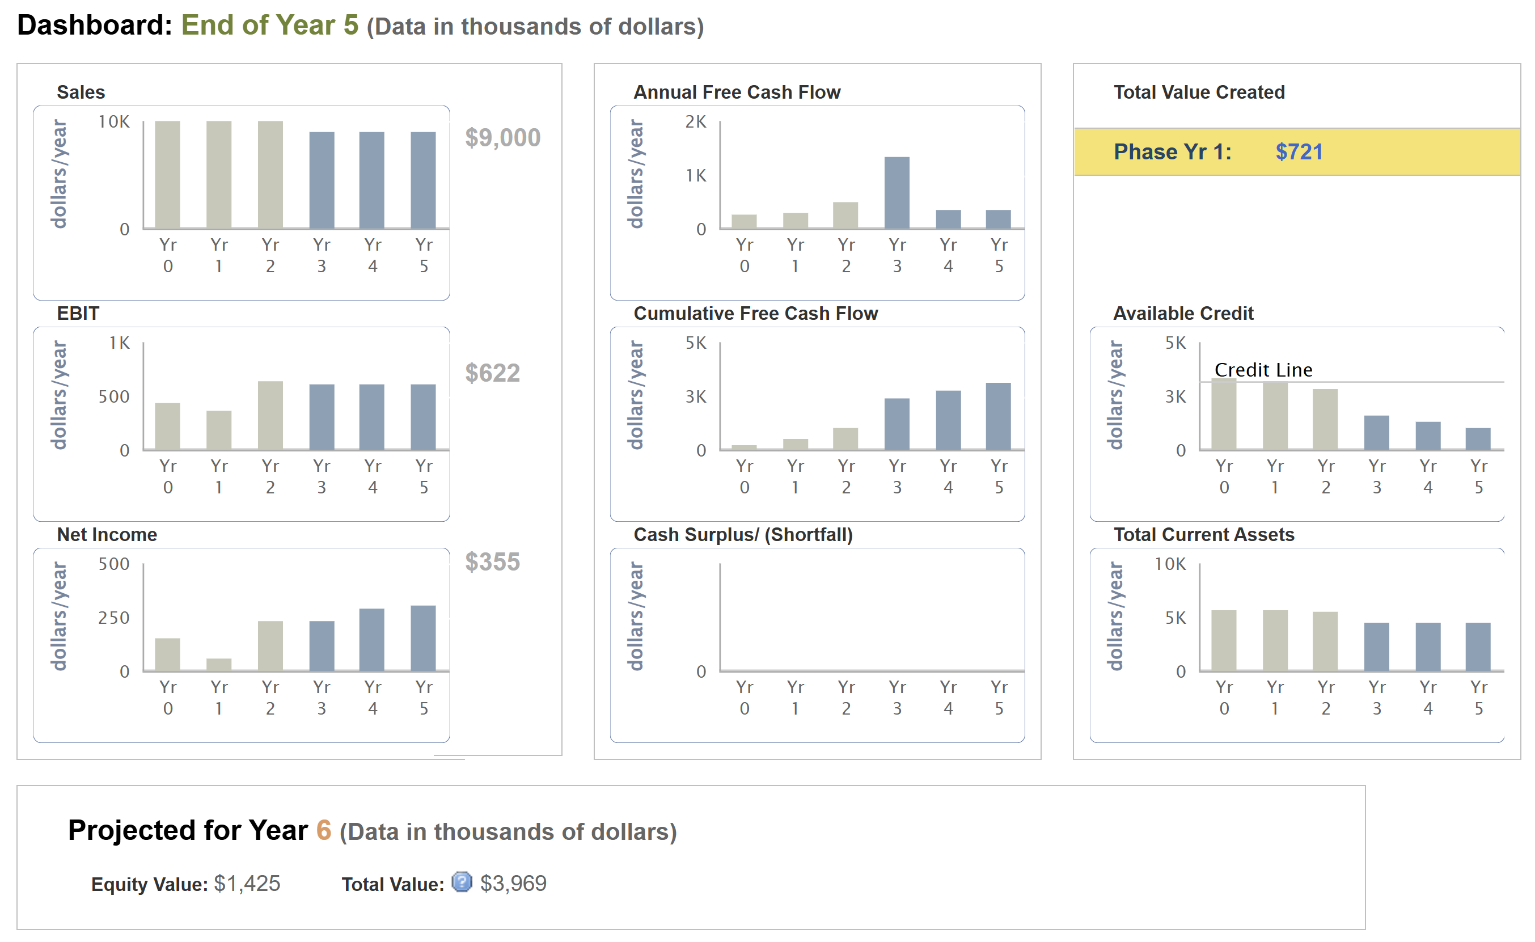 Dashboard: End of Year 5 (Data in thousands of dollars)
Sales
dollars/year
10K
0
Yr 0 Yr 1 Yr 2 Yr 3 Yr 4 Yr 5
$9,000
EBIT
dollars/year
1K
500
0
Yr 0 Yr 1 Yr 2 Yr 3 Yr 4 Yr 5
$622
Net Income
dollars/year
500
250
0
Yr 0 Yr 1 Yr 2 Yr 3 Yr 4 Yr 5
$355
Annual Free Cash Flow
dollars/year
2K
1K
0
Yr 0 Yr 1 Yr 2 Yr 3 Yr 4 Yr 5
Cumulative Free Cash Flow
dollars/year
5K
3K
0
Yr 0 Yr 1 Yr 2 Yr 3 Yr 4 Yr 5
Cash Surplus/ (Shortfall)
dollars/year
0
Yr 0 Yr 1 Yr 2 Yr 3 Yr 4 Yr 5
Total Value Created
Phase Yr 1: $721
Available Credit
dollars/year
5K
Credit Line
3K
0
Yr 0 Yr 1 Yr 2 Yr 3 Yr 4 Yr 5
Total Current Assets
dollars/year
10K
5K
0
Yr 0 Yr 1 Yr 2 Yr 3 Yr 4 Yr 5
Projected for Year 6 (Data in thousands of dollars)
Equity Value: $1,425 Total Value: ? $3,969